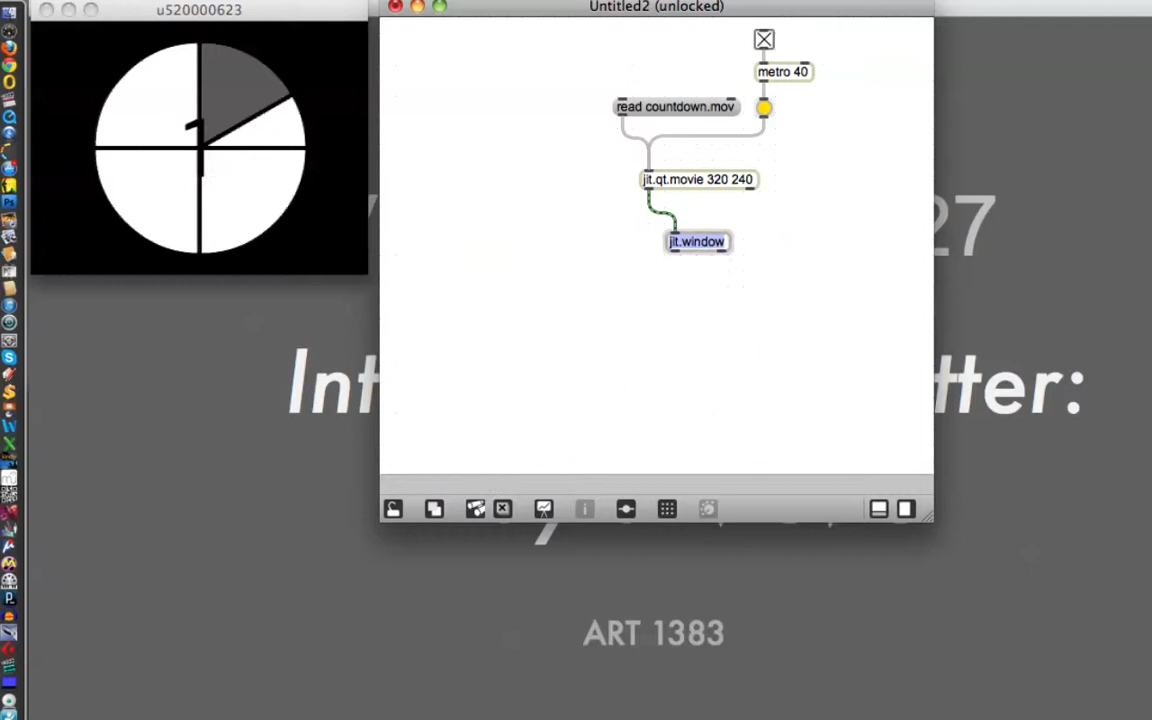 u520000623
Untitled2 (unlocked)
metro 40
read countdown.mov
1
jit.qt.movie 320 240
27
jit.window
Int
tter:
ART 1383